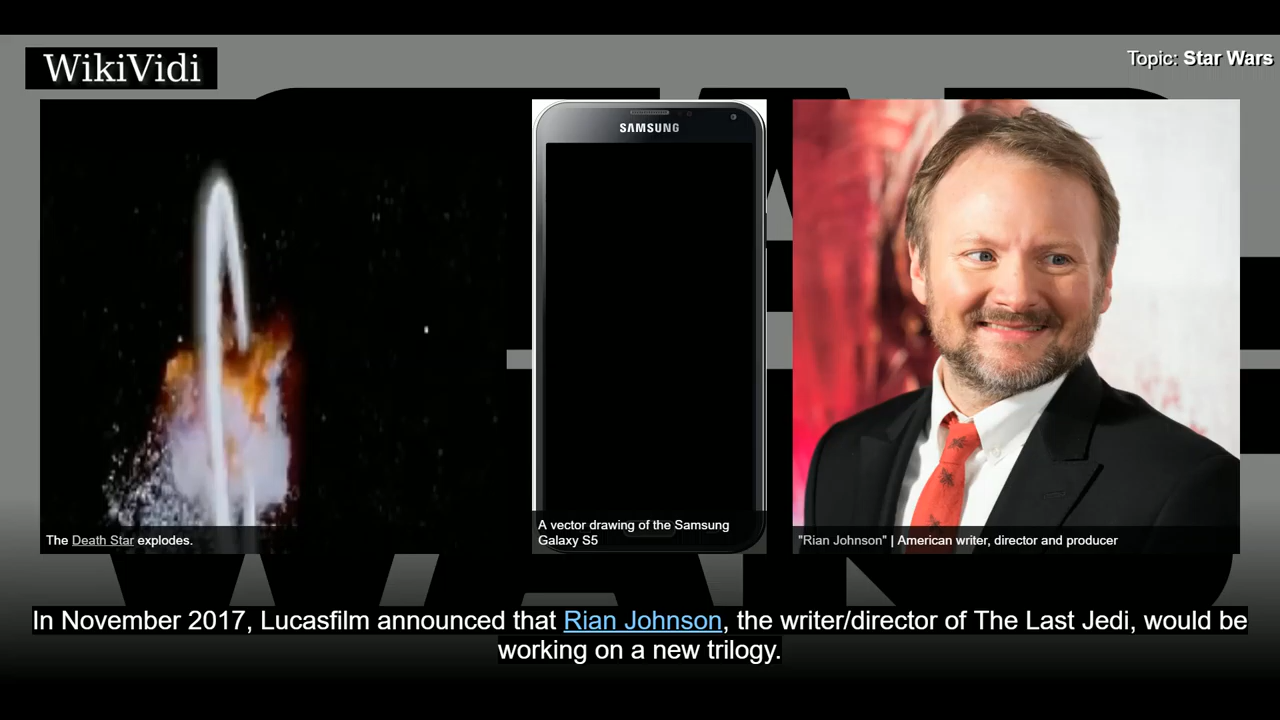 WikiVidi
Topic: Star Wars
SAMSUNG
The Death Star explodes.
A vector drawing of the Samsung
Galaxy S5
"Rian Johnson" | American writer, director and producer
In November 2017, Lucasfilm announced that Rian Johnson, the writer/director of The Last Jedi, would be
working on a new trilogy.